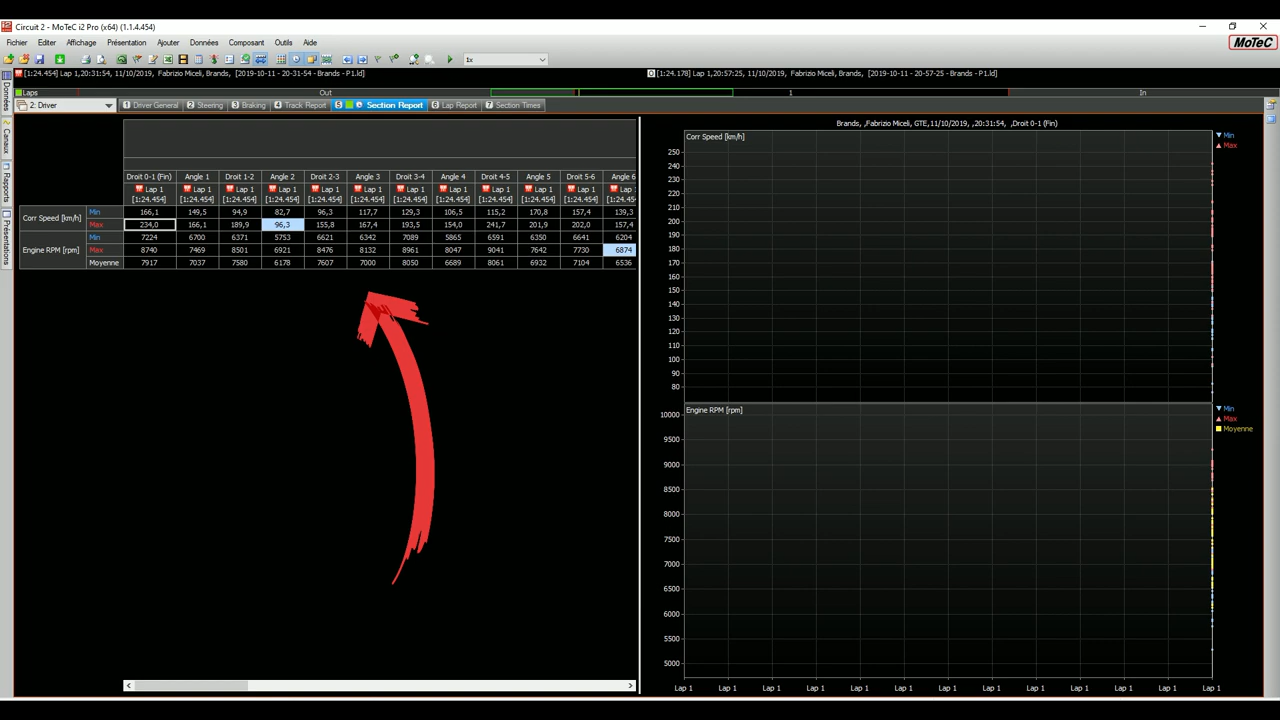 Circuit 2 - MoTeC i2 Pro (x64) (1.1.4.454)
Fichier Editer Affichage Présentation Ajouter Données Composant Outils Aide
MoTeC
1x
[1:24.454] Lap 1,20:31:54, 11/10/2019, Fabrizio Miceli, Brands, [2019-10-11 - 20-31-54 - Brands - P1.ld]
[1:24.178] Lap 1,20:57:25, 11/10/2019, Fabrizio Miceli, Brands, [2019-10-11 - 20-57-25 - Brands - P1.ld]
Laps Out 1 In
2: Driver 1 Driver General 2 Steering 3 Braking 4 Track Report 5 Section Report 6 Lap Report 7 Section Times
Données
Canaux
Rapports
Présentations
Droit 0-1 (Fin) Angle 1 Droit 1-2 Angle 2 Droit 2-3 Angle 3 Droit 3-4 Angle 4 Droit 4-5 Angle 5 Droit 5-6 Angle 6
Lap 1 Lap 1 Lap 1 Lap 1 Lap 1 Lap 1 Lap 1 Lap 1 Lap 1 Lap 1 Lap 1 Lap 1
[1:24.454] [1:24.454] [1:24.454] [1:24.454] [1:24.454] [1:24.454] [1:24.454] [1:24.454] [1:24.454] [1:24.454] [1:24.454] [1:24.454]
Corr Speed [km/h]
Min 166,1 149,5 94,9 82,7 96,3 117,7 129,3 106,5 115,2 170,8 157,4 139,3
Max 234,0 166,1 189,9 96,3 155,8 167,4 193,5 154,0 241,7 201,9 202,0 157,4
Engine RPM [rpm]
Min 7224 6700 6371 5753 6621 6342 7089 5865 6591 6350 6641 6204
Max 8740 7469 8501 6921 8476 8132 8961 8047 9041 7642 7730 6874
Moyenne 7917 7037 7580 6178 7607 7000 8050 6689 8061 6932 7104 6536
Brands, ,Fabrizio Miceli, GTE,11/10/2019, ,20:31:54, ,Droit 0-1 (Fin)
Corr Speed [km/h]
Min
Max
250
240
230
220
210
200
190
180
170
160
150
140
130
120
110
100
90
80
Engine RPM [rpm]
Min
Max
Moyenne
10000
9500
9000
8500
8000
7500
7000
6500
6000
5500
5000
Lap 1 Lap 1 Lap 1 Lap 1 Lap 1 Lap 1 Lap 1 Lap 1 Lap 1 Lap 1 Lap 1 Lap 1 Lap 1